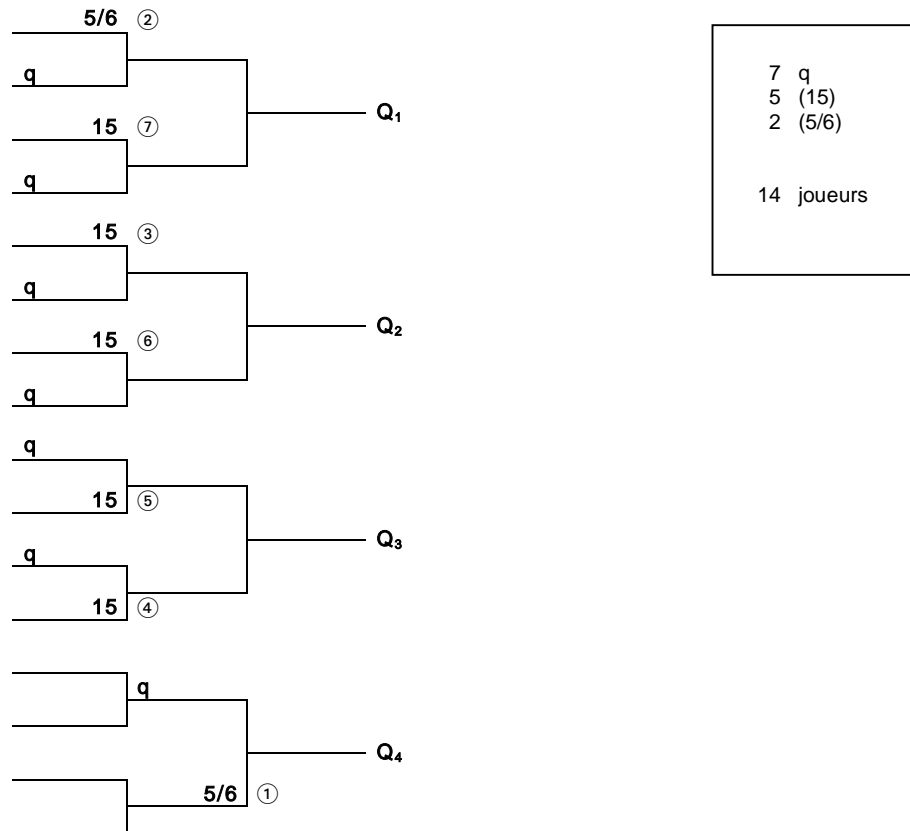 5/6 ②
q
Q₁
15 ⑦
q
15 ③
q
Q₂
15 ⑥
q
q
15 ⑤
Q₃
q
15 ④
q
Q₄
5/6 ①
7 q
5 (15)
2 (5/6)
14 joueurs